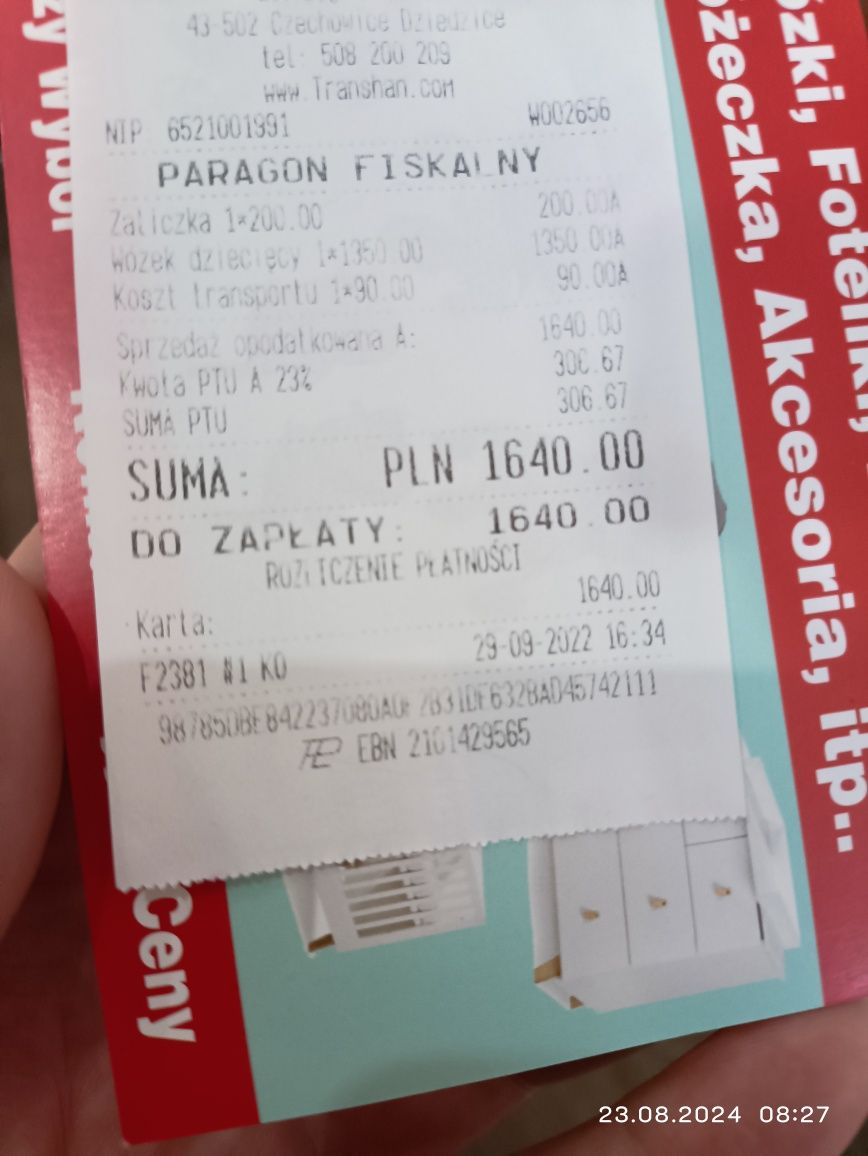 43-502 Czechowice Dziedzice
tel: 508 200 209
www.Transhan.com
NIP 6521001991 W002656
PARAGON FISKALNY
Zaliczka 1*200.00 200.00A
Wózek dziecięcy 1*1350.00 1350.00A
Koszt transportu 1*90.00 90.00A
Sprzedaż opodatkowana A: 1640.00
Kwota PTU A 23% 306.67
SUMA PTU 306.67
SUMA: PLN 1640.00
DO ZAPŁATY: 1640.00
ROZLICZENIE PŁATNOŚCI
Karta: 1640.00
F2381 #1 KO 29-09-2022 16:34
EBN 2101429565
Akcesoria, itp..
Ceny
23.08.2024 08:27